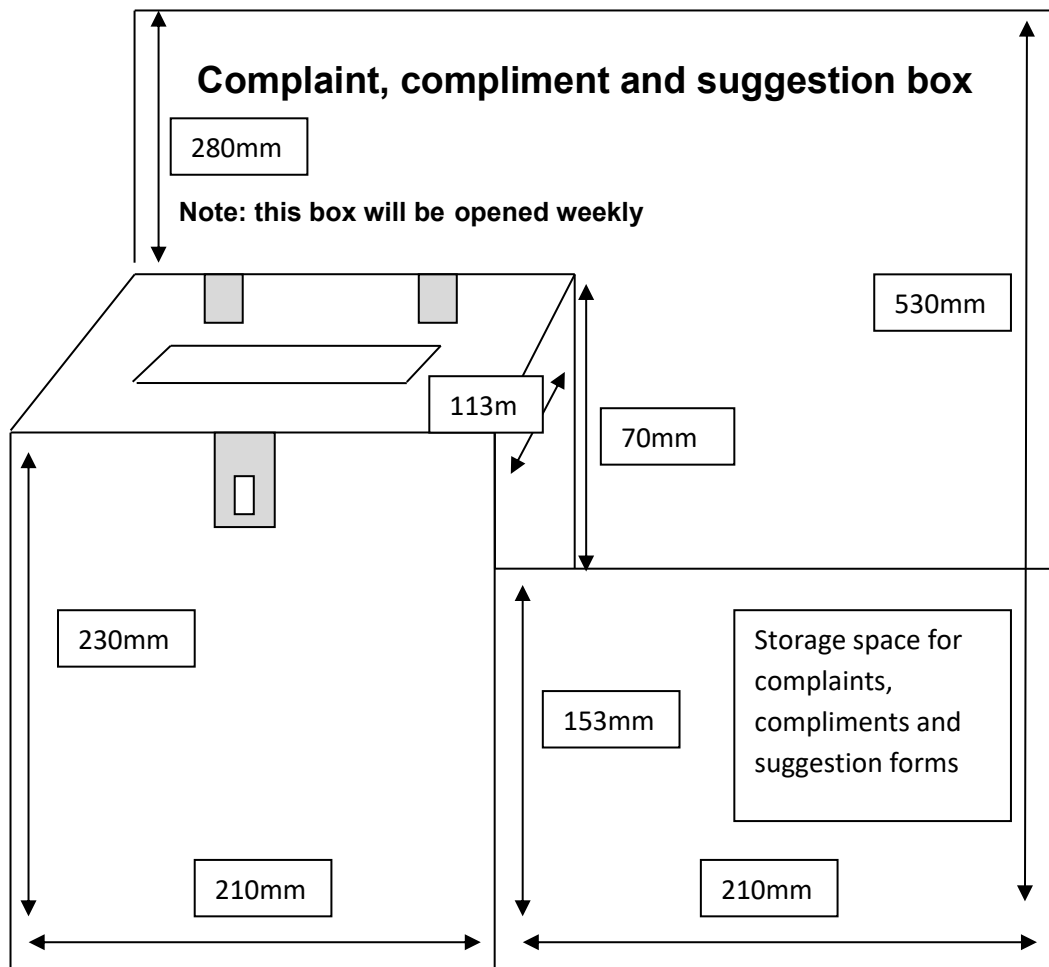 Complaint, compliment and suggestion box
280mm
Note: this box will be opened weekly
530mm
113m
70mm
230mm
Storage space for
complaints,
compliments and
suggestion forms
153mm
210mm
210mm